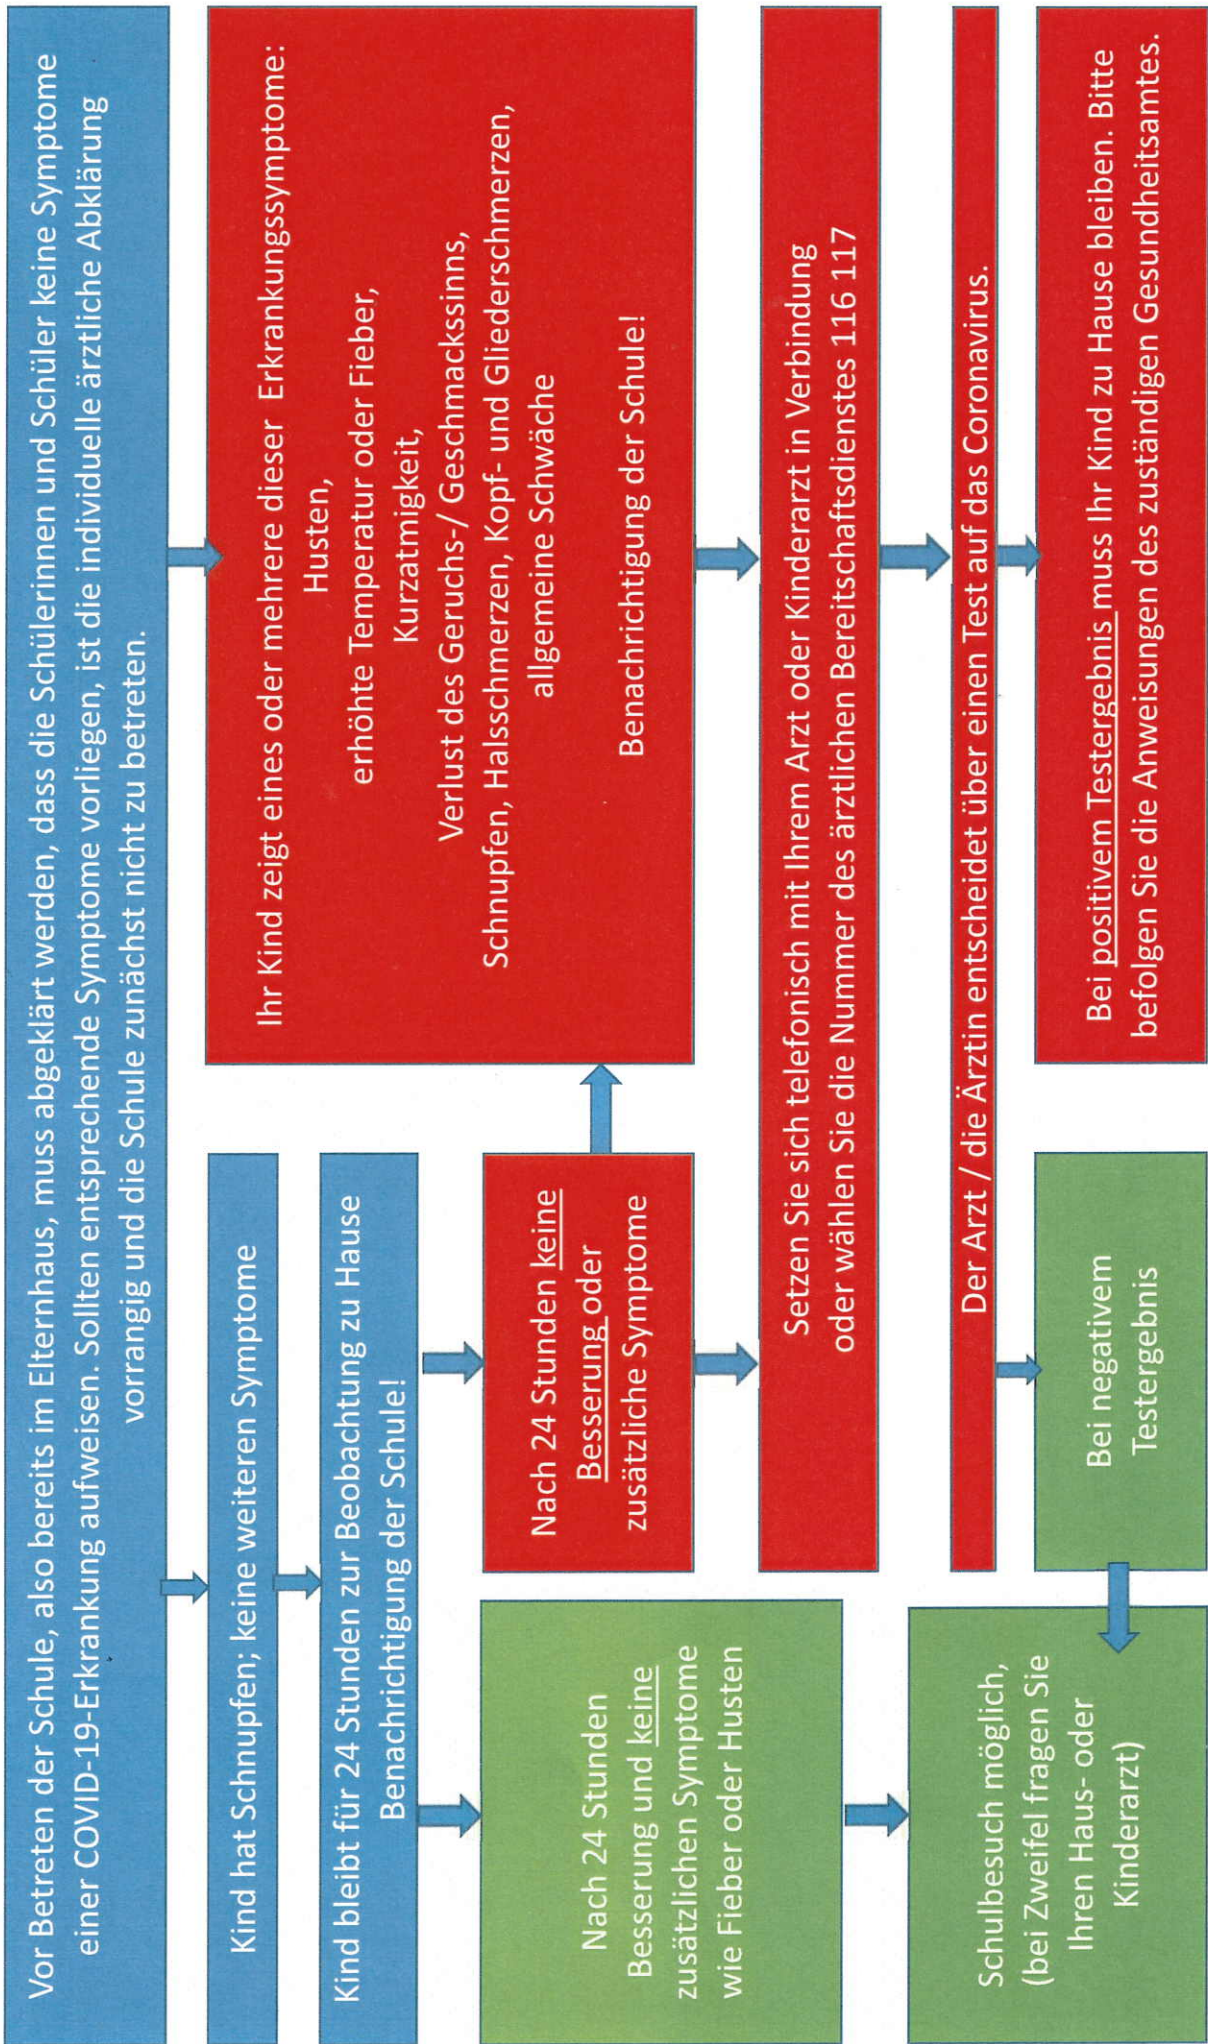 Vor Betreten der Schule, also bereits im Elternhaus, muss abgeklärt werden, dass die Schülerinnen und Schüler keine Symptome
einer COVID-19-Erkrankung aufweisen. Sollten entsprechende Symptome vorliegen, ist die individuelle ärztliche Abklärung
vorrangig und die Schule zunächst nicht zu betreten.
Kind hat Schnupfen; keine weiteren Symptome
Kind bleibt für 24 Stunden zur Beobachtung zu Hause
Benachrichtigung der Schule!
Ihr Kind zeigt eines oder mehrere dieser Erkrankungssymptome:
Husten,
erhöhte Temperatur oder Fieber,
Kurzatmigkeit,
Verlust des Geruchs-/ Geschmackssinns,
Schnupfen, Halsschmerzen, Kopf- und Gliederschmerzen,
allgemeine Schwäche
Benachrichtigung der Schule!
Nach 24 Stunden
Besserung und keine
zusätzlichen Symptome
wie Fieber oder Husten
Nach 24 Stunden keine
Besserung oder
zusätzliche Symptome
Setzen Sie sich telefonisch mit Ihrem Arzt oder Kinderarzt in Verbindung
oder wählen Sie die Nummer des ärztlichen Bereitschaftsdienstes 116 117
Der Arzt / die Ärztin entscheidet über einen Test auf das Coronavirus.
Schulbesuch möglich,
(bei Zweifel fragen Sie
Ihren Haus- oder
Kinderarzt)
Bei negativem
Testergebnis
Bei positivem Testergebnis muss Ihr Kind zu Hause bleiben. Bitte
befolgen Sie die Anweisungen des zuständigen Gesundheitsamtes.